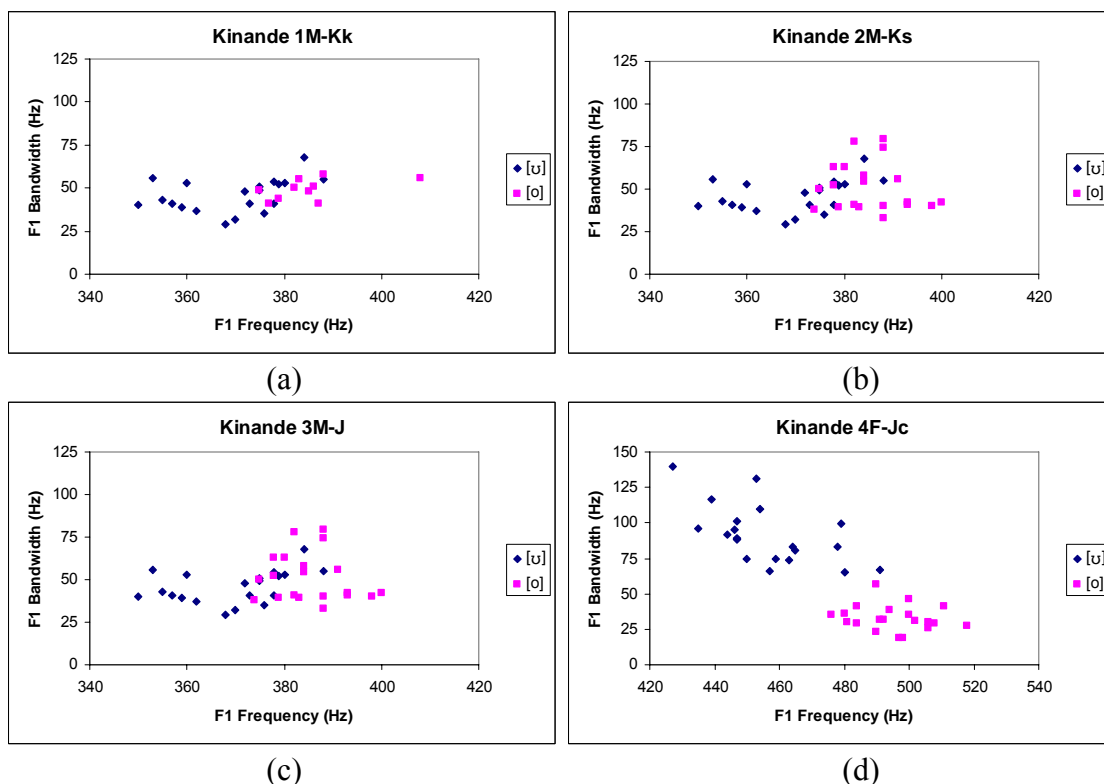 Kinande 1M-Kk
125
100
75
50
25
0
F1 Bandwidth (Hz)
340 360 380 400 420
F1 Frequency (Hz)
[ʊ]
[o]
(a)
Kinande 2M-Ks
125
100
75
50
25
0
F1 Bandwidth (Hz)
340 360 380 400 420
F1 Frequency (Hz)
[ʊ]
[o]
(b)
Kinande 3M-J
125
100
75
50
25
0
F1 Bandwidth (Hz)
340 360 380 400 420
F1 Frequency (Hz)
[ʊ]
[o]
(c)
Kinande 4F-Jc
150
125
100
75
50
25
0
F1 Bandwidth (Hz)
420 440 460 480 500 520 540
F1 Frequency (Hz)
[ʊ]
[o]
(d)